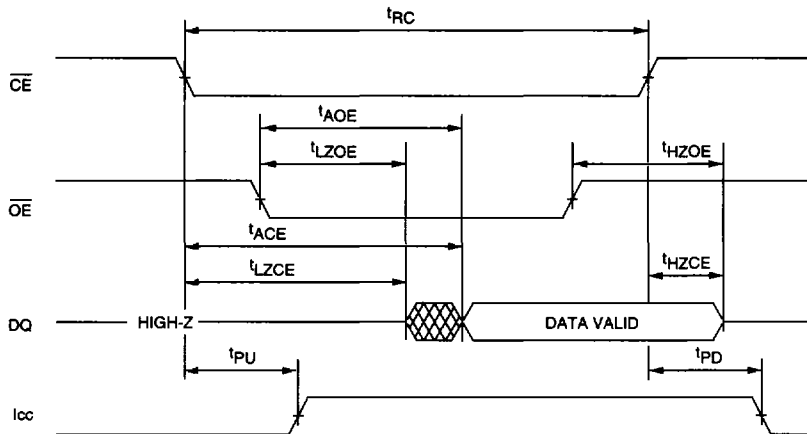 tRC
CE
tAOE
tLZOE
tHZOE
OE
tACE
tLZCE
tHZCE
DQ
HIGH-Z
DATA VALID
tPU
tPD
Icc